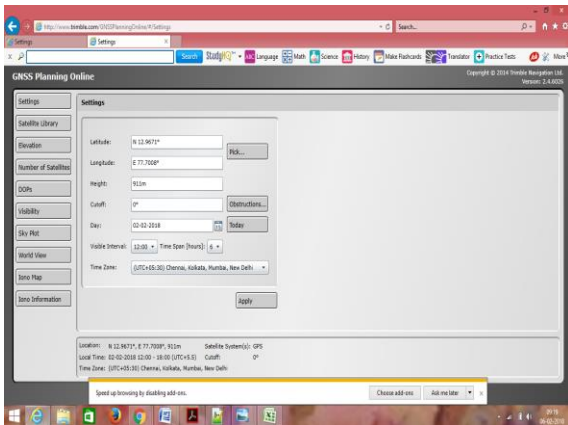 http://www.trimble.com/GNSSPlanningOnline/#/Settings
Search...
Settings
Settings
Search
StudyHQ
ABC Language
Math
Science
History
Make Flashcards
Translator
Practice Tests
More
GNSS Planning Online
Copyright © 2014 Trimble Navigation Ltd.
Version: 2.4.6026
Settings
Satellite Library
Elevation
Number of Satellites
DOPs
Visibility
Sky Plot
World View
Iono Map
Iono Information
Settings
Latitude: N 12.9671°
Pick...
Longitude: E 77.7008°
Height: 911m
Cutoff: 0°
Obstructions...
Day: 02-02-2018
Today
Visible Interval: 12:00 Time Span [hours]: 6
Time Zone: (UTC+05:30) Chennai, Kolkata, Mumbai, New Delhi
Apply
Location: N 12.9671°, E 77.7008°, 911m Satellite System(s): GPS
Local Time: 02-02-2018 12:00 - 18:00 (UTC+5.5) Cutoff: 0°
Time Zone: (UTC+05:30) Chennai, Kolkata, Mumbai, New Delhi
Speed up browsing by disabling add-ons.
Choose add-ons
Ask me later
06-02-2018